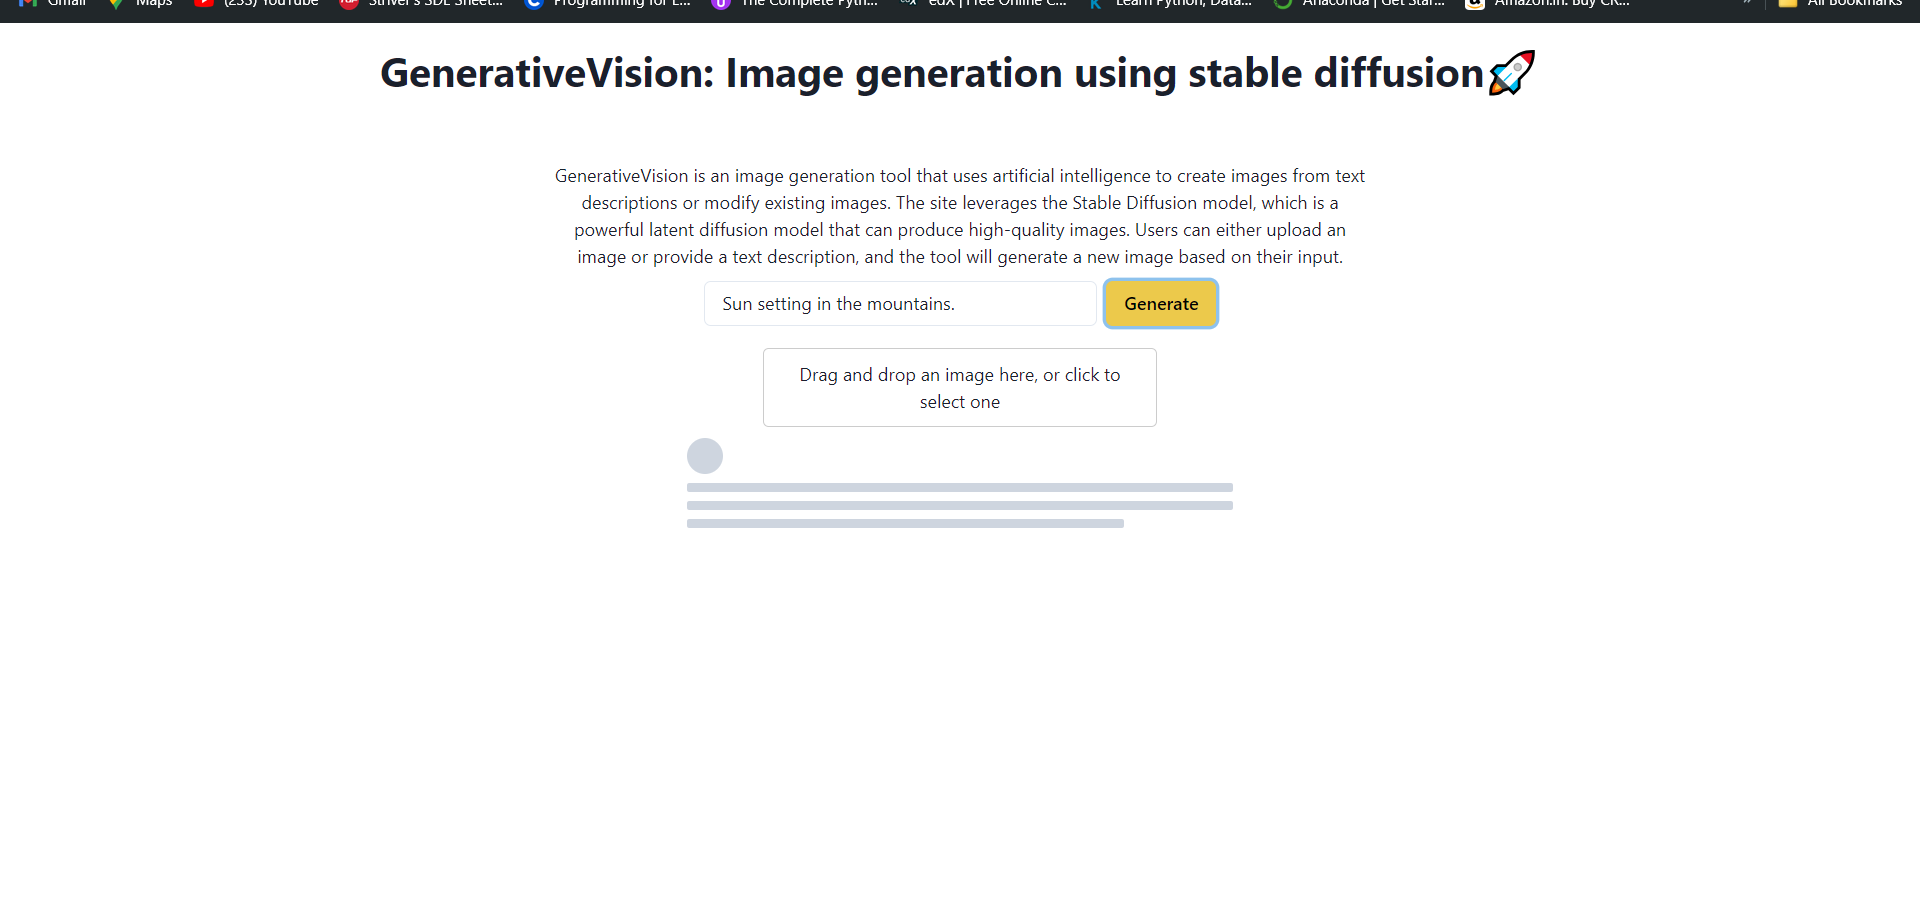 Gmail Maps (233) YouTube Striver's SDE Sheet... Programming for E... The Complete Pyth... edX | Free Online C... Learn Python, Data... Anaconda | Get Star... Amazon.in: Buy Cr... » All Bookmarks
GenerativeVision: Image generation using stable diffusion🚀
GenerativeVision is an image generation tool that uses artificial intelligence to create images from text
descriptions or modify existing images. The site leverages the Stable Diffusion model, which is a
powerful latent diffusion model that can produce high-quality images. Users can either upload an
image or provide a text description, and the tool will generate a new image based on their input.
Sun setting in the mountains. Generate
Drag and drop an image here, or click to
select one